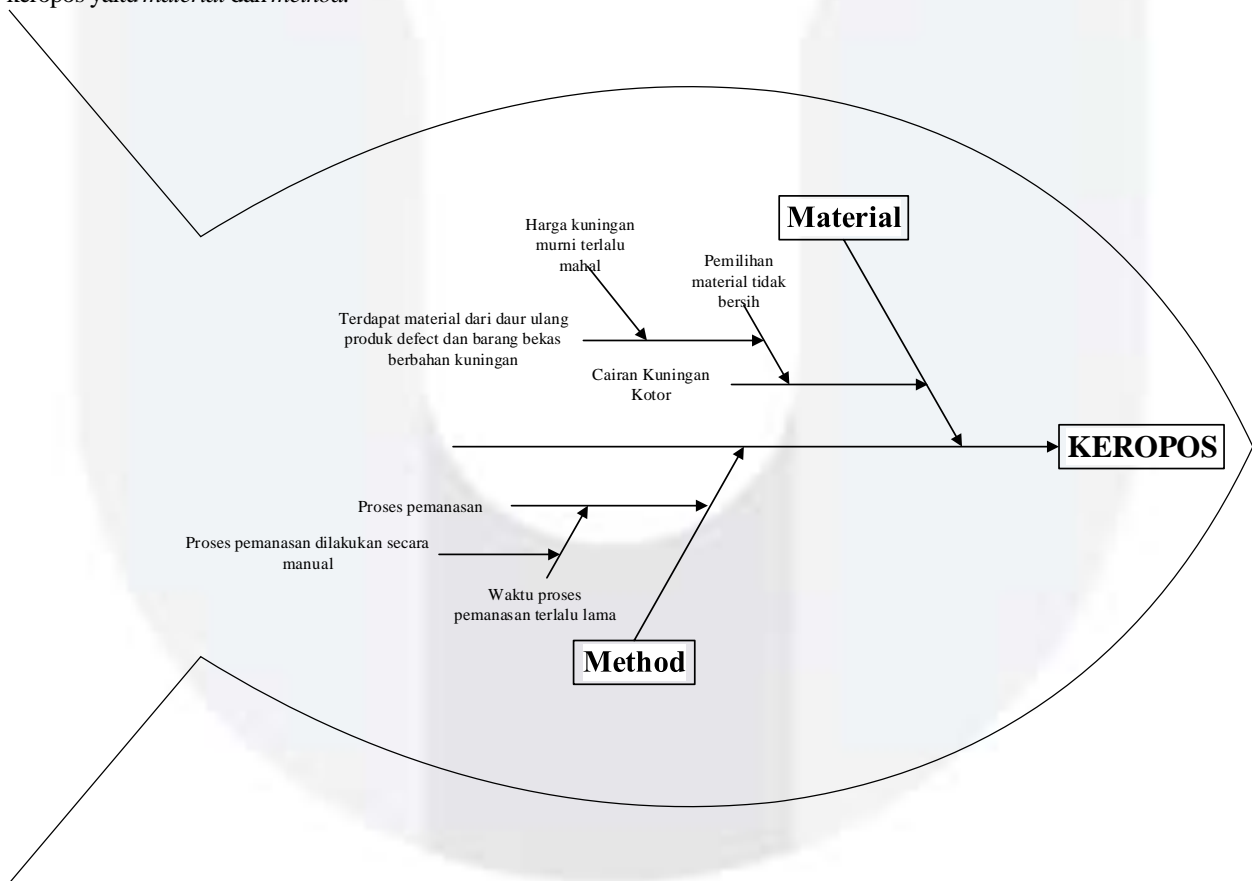 keropos yaitu material dan method.
Material
Harga kuningan
murni terlalu
mahal
Pemilihan
material tidak
bersih
Terdapat material dari daur ulang
produk defect dan barang bekas
berbahan kuningan
Cairan Kuningan
Kotor
KEROPOS
Proses pemanasan
Proses pemanasan dilakukan secara
manual
Waktu proses
pemanasan terlalu lama
Method